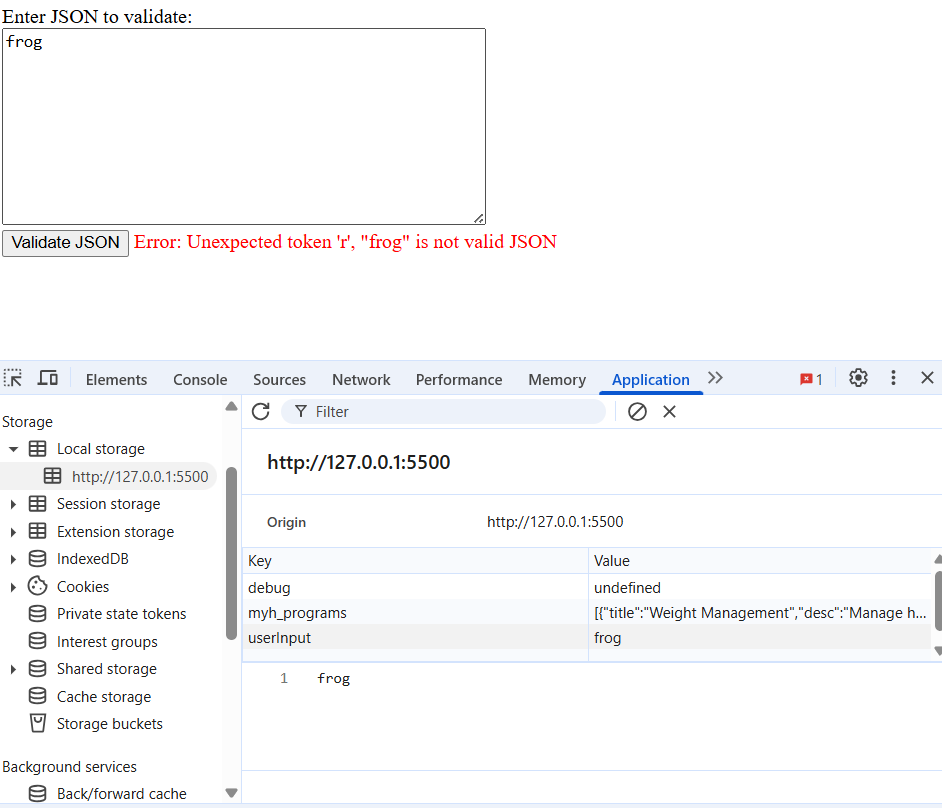 Enter JSON to validate:
frog
Validate JSON Error: Unexpected token 'r', "frog" is not valid JSON
Elements Console Sources Network Performance Memory Application 1
Storage
Local storage
http://127.0.0.1:5500
Session storage
Extension storage
IndexedDB
Cookies
Private state tokens
Interest groups
Shared storage
Cache storage
Storage buckets
Background services
Back/forward cache
Filter
http://127.0.0.1:5500
Origin http://127.0.0.1:5500
Key Value
debug undefined
myh_programs [{"title":"Weight Management","desc":"Manage h...
userInput frog
1 frog